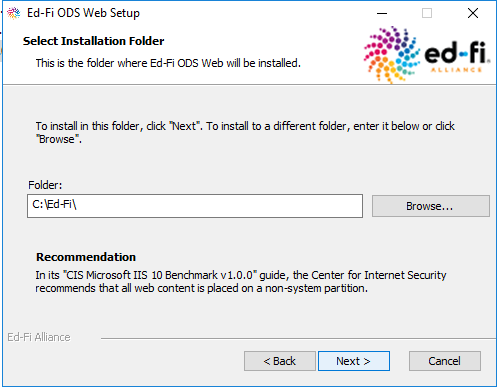 Ed-Fi ODS Web Setup
Select Installation Folder
This is the folder where Ed-Fi ODS Web will be installed.
ed-fi
ALLIANCE
To install in this folder, click "Next". To install to a different folder, enter it below or click
"Browse".
Folder:
C:\Ed-Fi\
Browse...
Recommendation
In its "CIS Microsoft IIS 10 Benchmark v1.0.0" guide, the Center for Internet Security
recommends that all web content is placed on a non-system partition.
Ed-Fi Alliance
< Back
Next >
Cancel